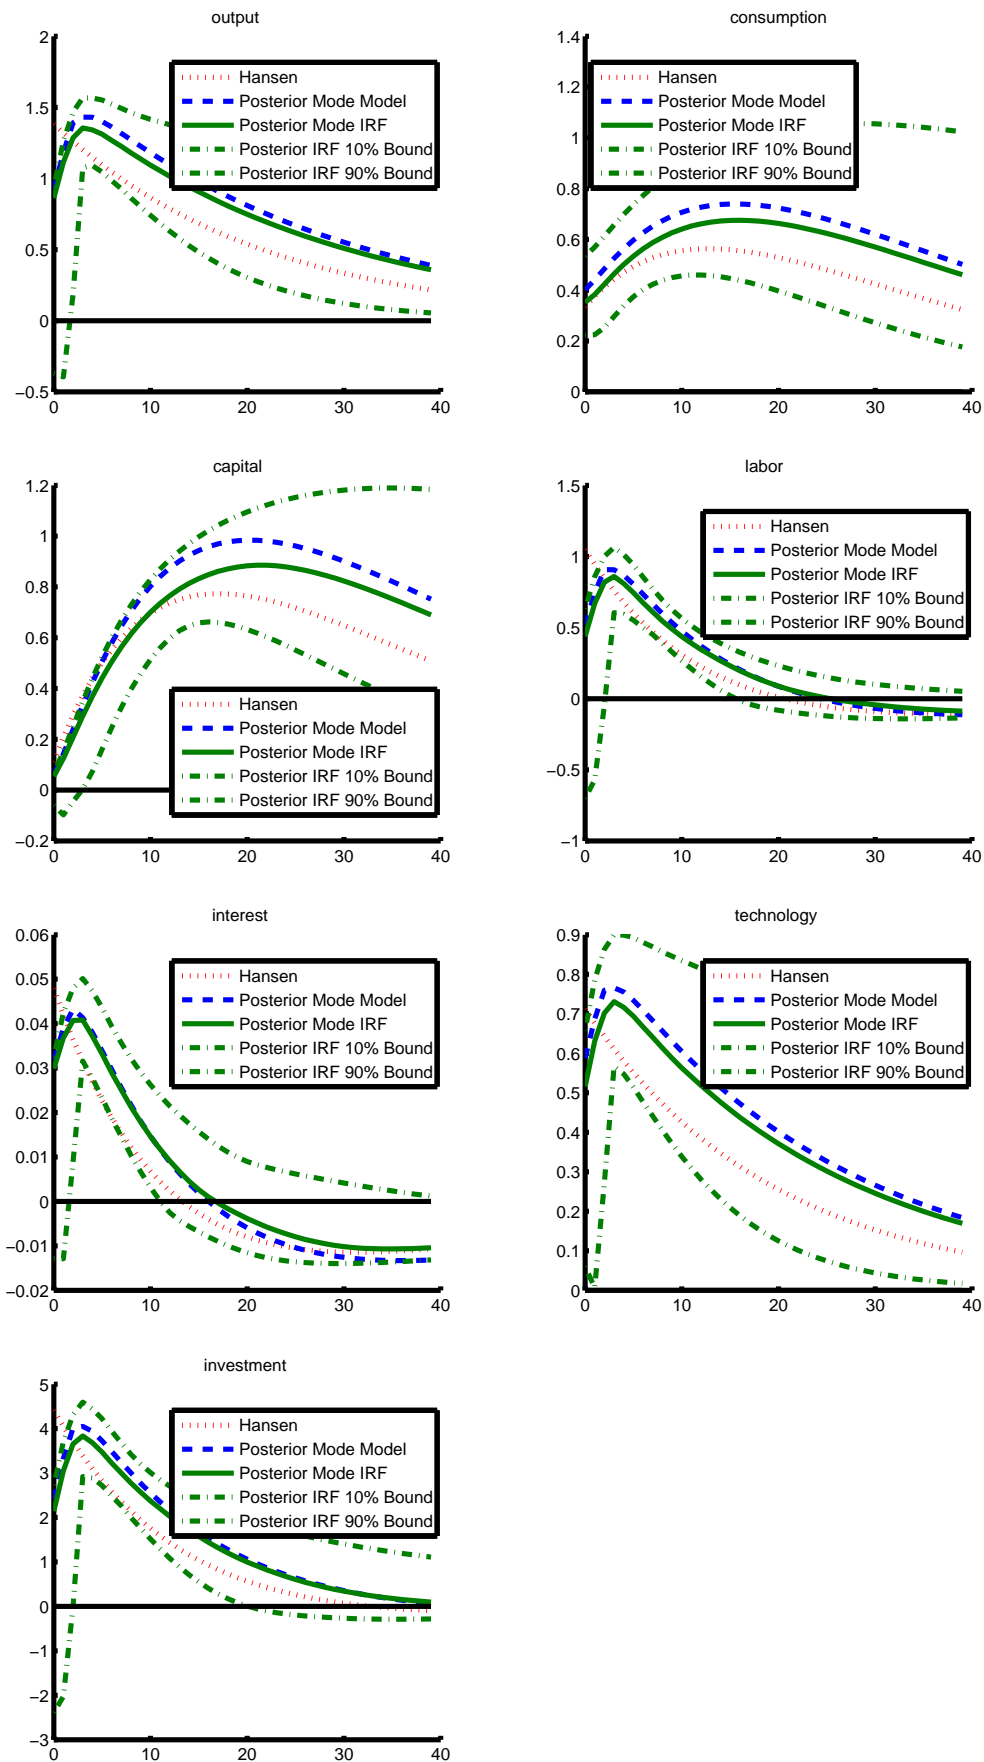 output
2
1.5
1
0.5
0
−0.5
0
10
20
30
40
Hansen
Posterior Mode Model
Posterior Mode IRF
Posterior IRF 10% Bound
Posterior IRF 90% Bound
consumption
1.4
1.2
1
0.8
0.6
0.4
0.2
0
0
10
20
30
40
Hansen
Posterior Mode Model
Posterior Mode IRF
Posterior IRF 10% Bound
Posterior IRF 90% Bound
capital
1.2
1
0.8
0.6
0.4
0.2
0
−0.2
0
10
20
30
40
Hansen
Posterior Mode Model
Posterior Mode IRF
Posterior IRF 10% Bound
Posterior IRF 90% Bound
labor
1.5
1
0.5
0
−0.5
−1
0
10
20
30
40
Hansen
Posterior Mode Model
Posterior Mode IRF
Posterior IRF 10% Bound
Posterior IRF 90% Bound
interest
0.06
0.05
0.04
0.03
0.02
0.01
0
−0.01
−0.02
0
10
20
30
40
Hansen
Posterior Mode Model
Posterior Mode IRF
Posterior IRF 10% Bound
Posterior IRF 90% Bound
technology
0.9
0.8
0.7
0.6
0.5
0.4
0.3
0.2
0.1
0
0
10
20
30
40
Hansen
Posterior Mode Model
Posterior Mode IRF
Posterior IRF 10% Bound
Posterior IRF 90% Bound
investment
5
4
3
2
1
0
−1
−2
−3
0
10
20
30
40
Hansen
Posterior Mode Model
Posterior Mode IRF
Posterior IRF 10% Bound
Posterior IRF 90% Bound